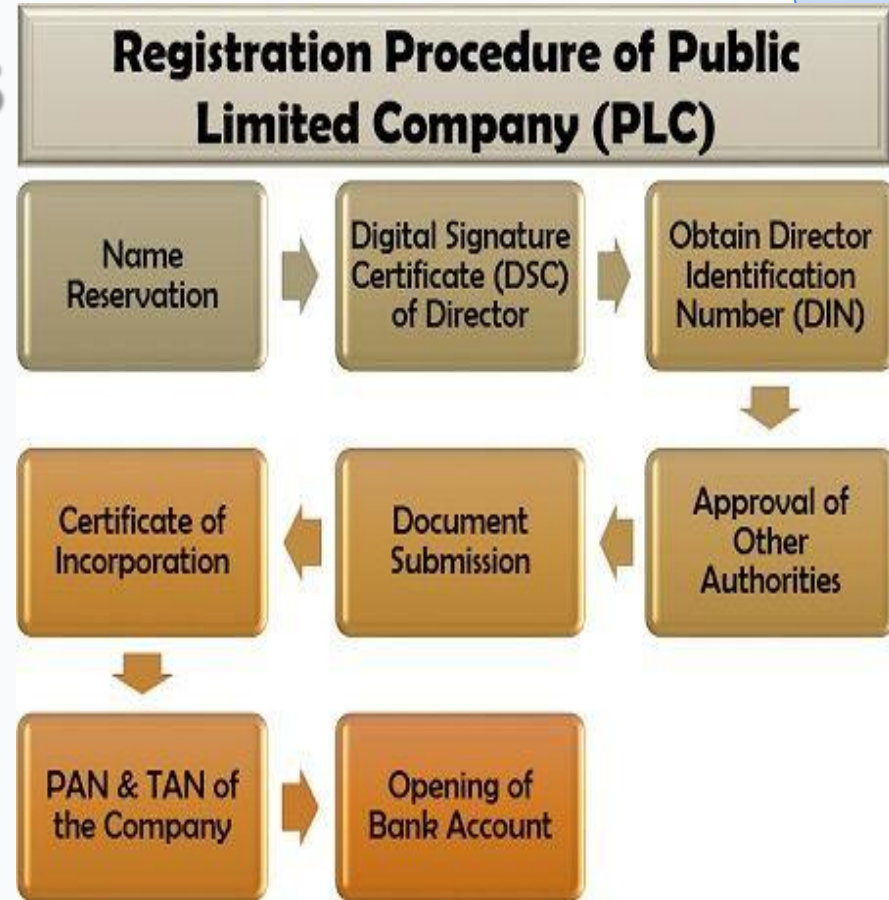 Registration Procedure of Public
Limited Company (PLC)
Name
Reservation
Digital Signature
Certificate (DSC)
of Director
Obtain Director
Identification
Number (DIN)
Approval of
Other
Authorities
Document
Submission
Certificate of
Incorporation
PAN & TAN of
the Company
Opening of
Bank Account